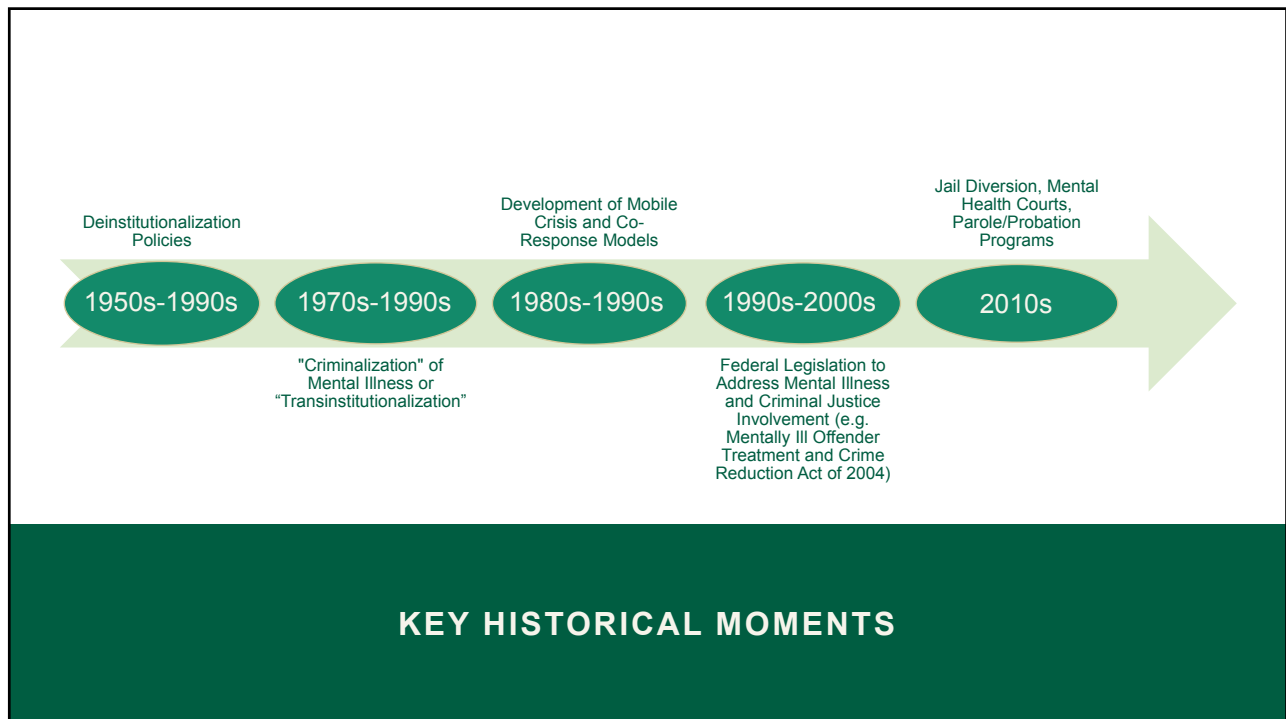 Deinstitutionalization
Policies
1950s-1990s
1970s-1990s
"Criminalization" of
Mental Illness or
“Transinstitutionalization”
Development of Mobile
Crisis and Co-
Response Models
1980s-1990s
1990s-2000s
Federal Legislation to
Address Mental Illness
and Criminal Justice
Involvement (e.g.
Mentally Ill Offender
Treatment and Crime
Reduction Act of 2004)
Jail Diversion, Mental
Health Courts,
Parole/Probation
Programs
2010s
KEY HISTORICAL MOMENTS